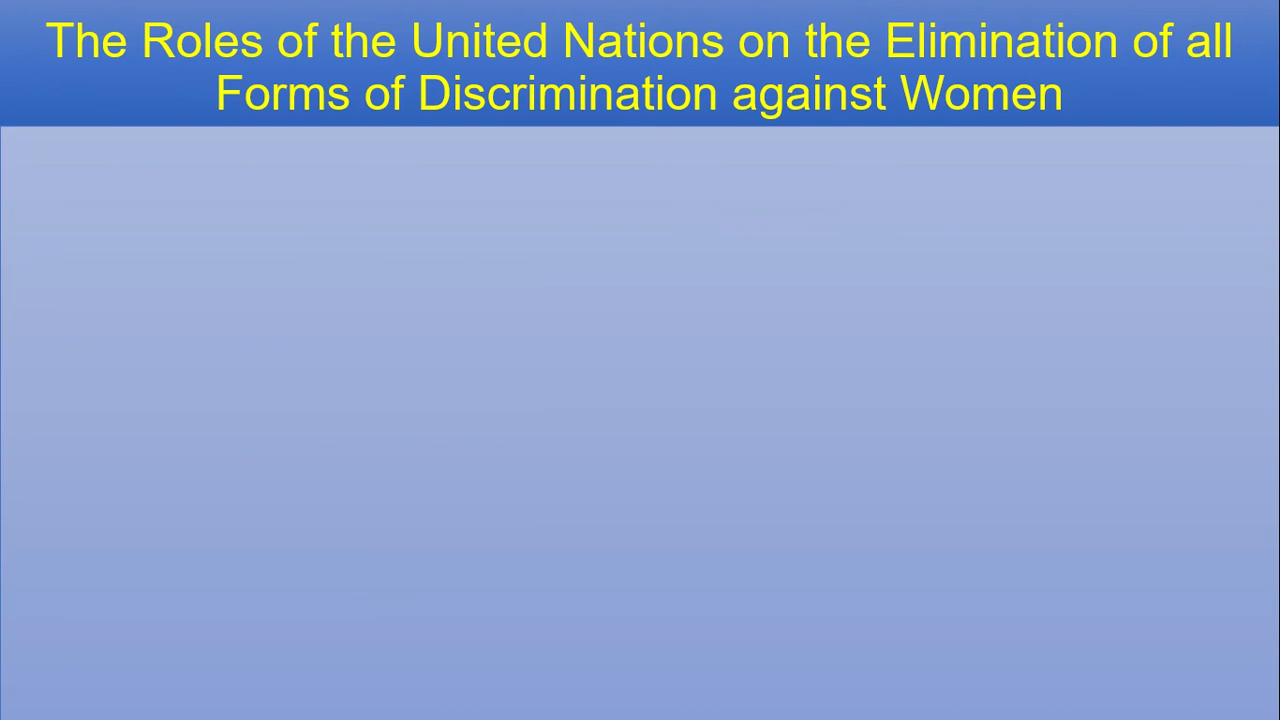 The Roles of the United Nations on the Elimination of all
Forms of Discrimination against Women